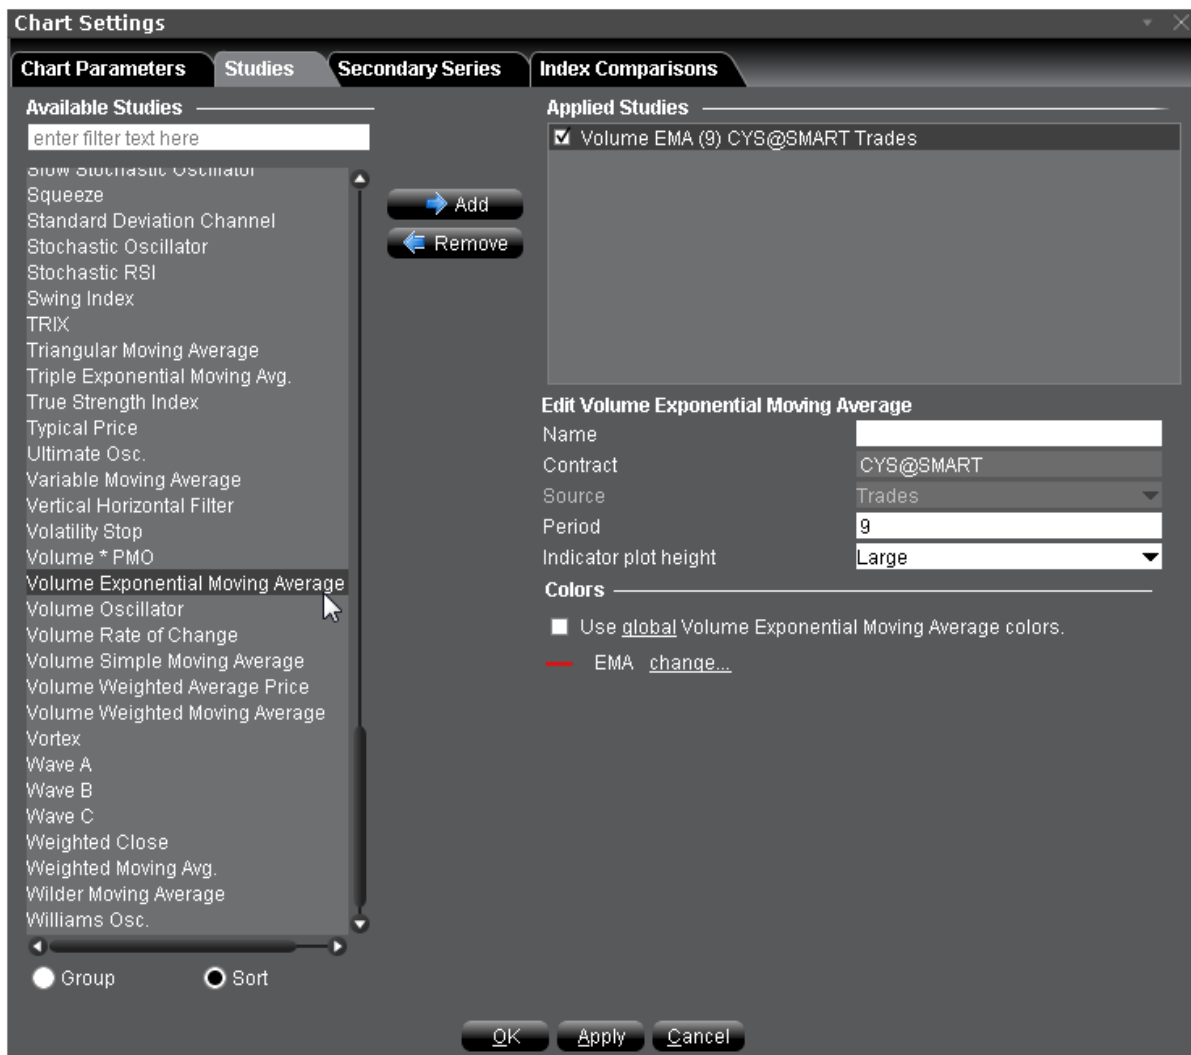 Chart Settings
Chart Parameters
Studies
Secondary Series
Index Comparisons
Available Studies
enter filter text here
Slow Stochastic Oscillator
Squeeze
Standard Deviation Channel
Stochastic Oscillator
Stochastic RSI
Swing Index
TRIX
Triangular Moving Average
Triple Exponential Moving Avg.
True Strength Index
Typical Price
Ultimate Osc.
Variable Moving Average
Vertical Horizontal Filter
Volatility Stop
Volume * PMO
Volume Exponential Moving Average
Volume Oscillator
Volume Rate of Change
Volume Simple Moving Average
Volume Weighted Average Price
Volume Weighted Moving Average
Vortex
Wave A
Wave B
Wave C
Weighted Close
Weighted Moving Avg.
Wilder Moving Average
Williams Osc.
Group
Sort
Add
Remove
Applied Studies
Volume EMA (9) CYS@SMART Trades
Edit Volume Exponential Moving Average
Name
Contract CYS@SMART
Source Trades
Period 9
Indicator plot height Large
Colors
Use global Volume Exponential Moving Average colors.
EMA change...
OK
Apply
Cancel